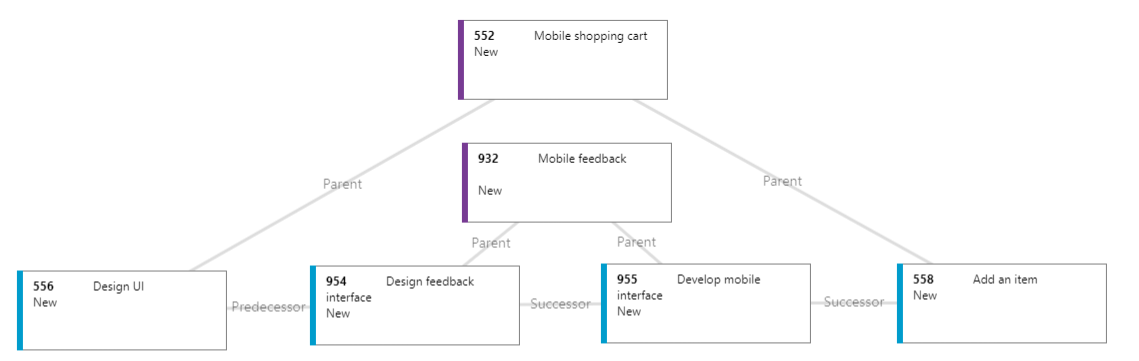 552 Mobile shopping cart
New
932 Mobile feedback
New
Parent
Parent
Parent
Parent
556 Design UI
New
Predecessor
954 Design feedback
interface
New
Successor
955 Develop mobile
interface
New
Successor
558 Add an item
New